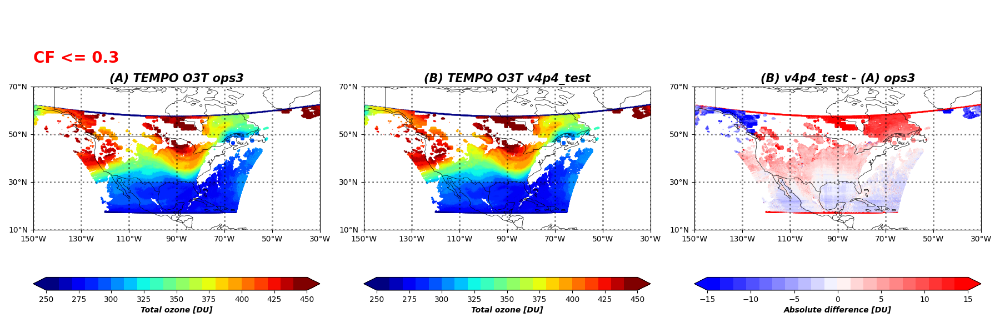 CF <= 0.3
(A) TEMPO O3T ops3
(B) TEMPO O3T v4p4_test
(B) v4p4_test - (A) ops3
70°N
50°N
30°N
10°N
150°W 130°W 110°W 90°W 70°W 50°W 30°W
70°N
50°N
30°N
10°N
150°W 130°W 110°W 90°W 70°W 50°W 30°W
70°N
50°N
30°N
10°N
150°W 130°W 110°W 90°W 70°W 50°W 30°W
250 275 300 325 350 375 400 425 450
Total ozone [DU]
250 275 300 325 350 375 400 425 450
Total ozone [DU]
−15 −10 −5 0 5 10 15
Absolute difference [DU]